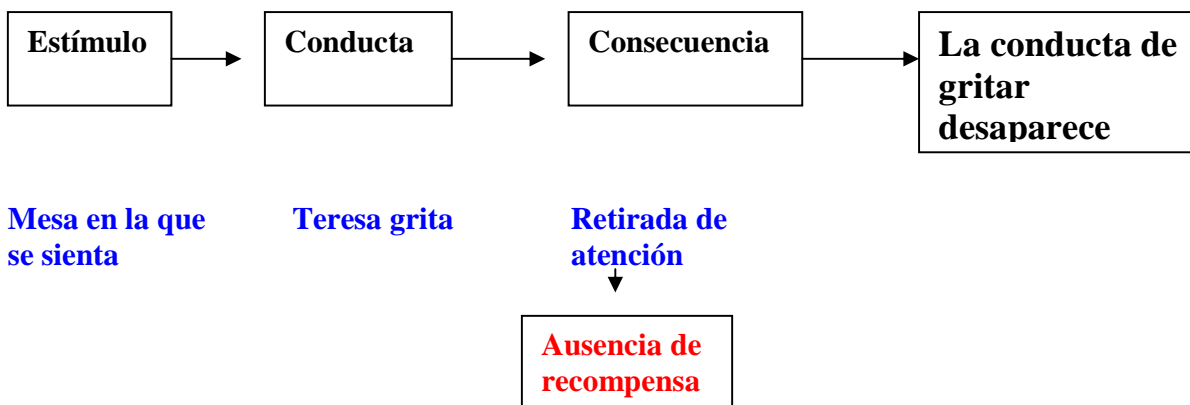 Estímulo
Conducta
Consecuencia
La conducta de
gritar
desaparece
Mesa en la que
se sienta
Teresa grita
Retirada de
atención
Ausencia de
recompensa